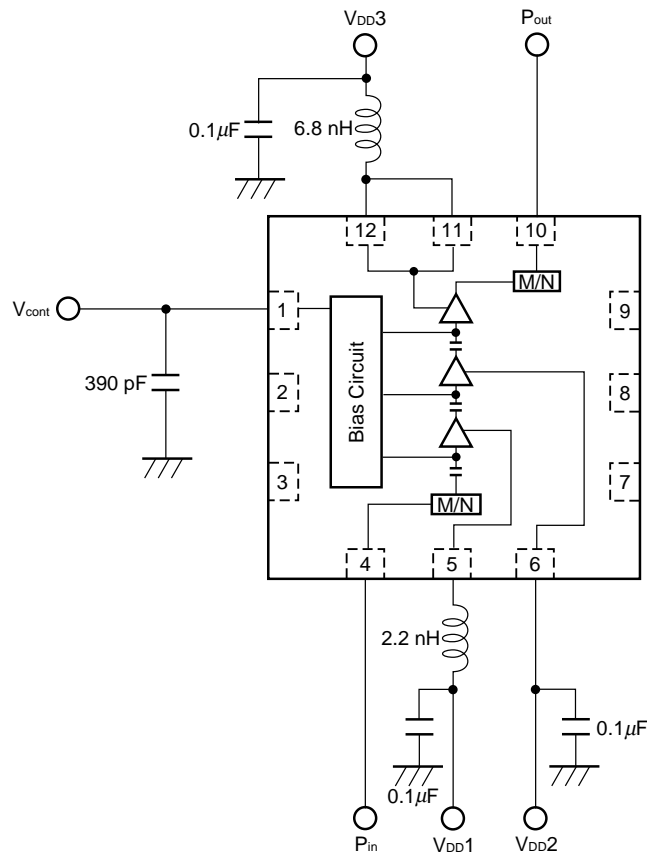 VDD3
Pout
0.1μF
6.8 nH
12
11
10
M/N
Vcont
1
9
390 pF
2
Bias Circuit
8
3
7
M/N
4
5
6
2.2 nH
0.1μF
0.1μF
Pin
VDD1
VDD2